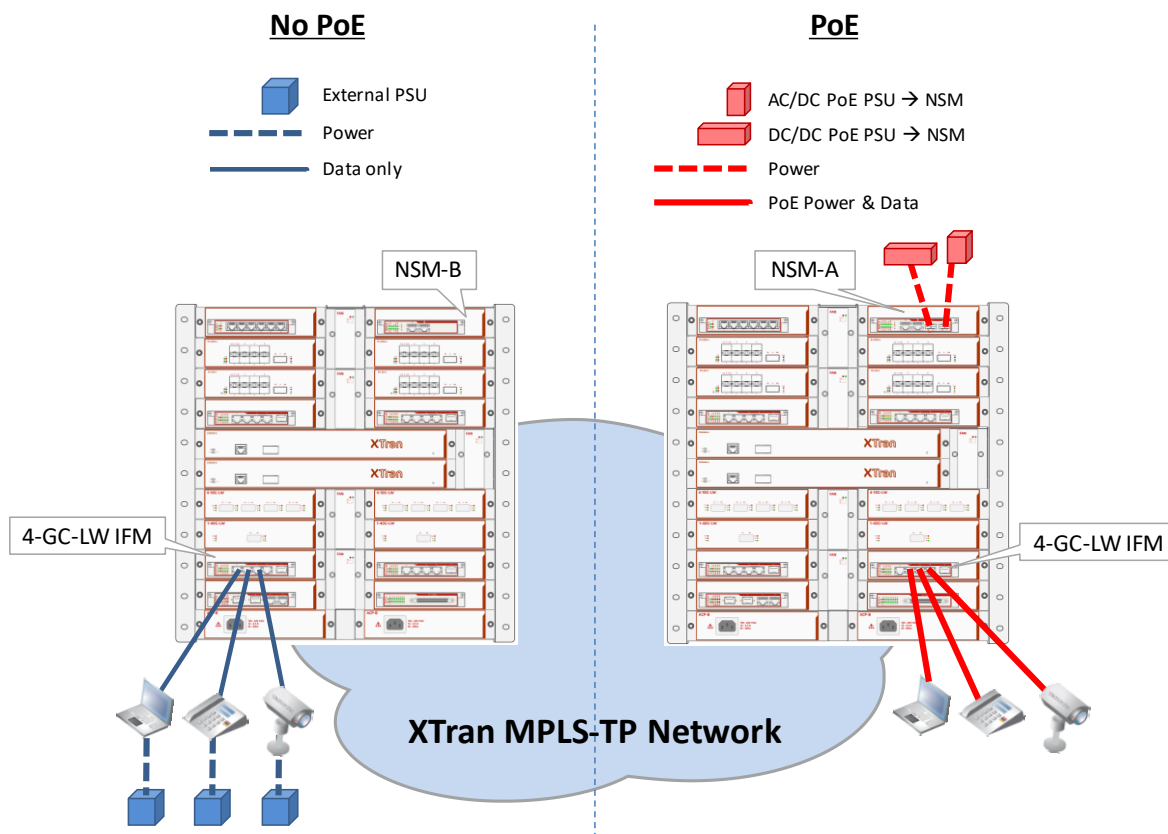 No PoE
PoE
External PSU
Power
Data only
AC/DC PoE PSU → NSM
DC/DC PoE PSU → NSM
Power
PoE Power & Data
NSM-B
NSM-A
XTran
XTran
XTran
XTran
4-GC-LW IFM
4-GC-LW IFM
XTran MPLS-TP Network